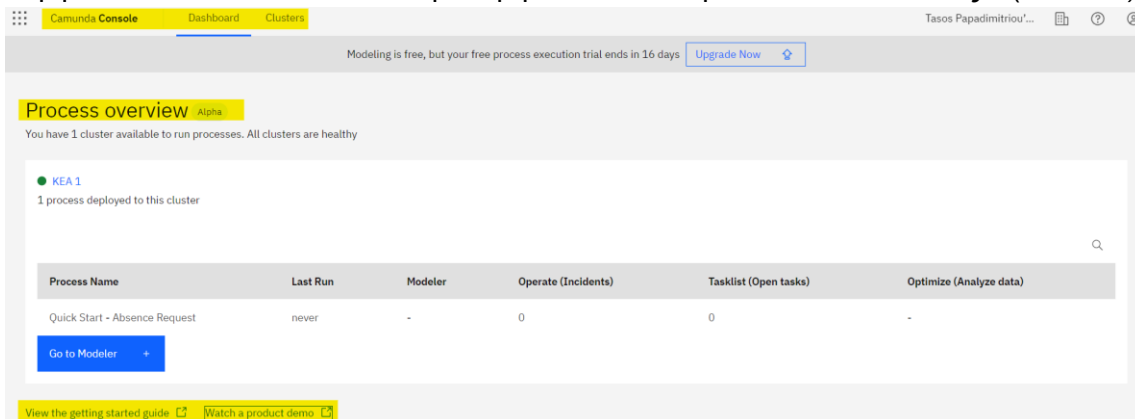 Camunda Console Dashboard Clusters Tasos Papadimitriou'...
Modeling is free, but your free process execution trial ends in 16 days Upgrade Now
Process overview Alpha
You have 1 cluster available to run processes. All clusters are healthy
KEA 1
1 process deployed to this cluster
Process Name Last Run Modeler Operate (Incidents) Tasklist (Open tasks) Optimize (Analyze data)
Quick Start - Absence Request never - 0 0 -
Go to Modeler +
View the getting started guide Watch a product demo